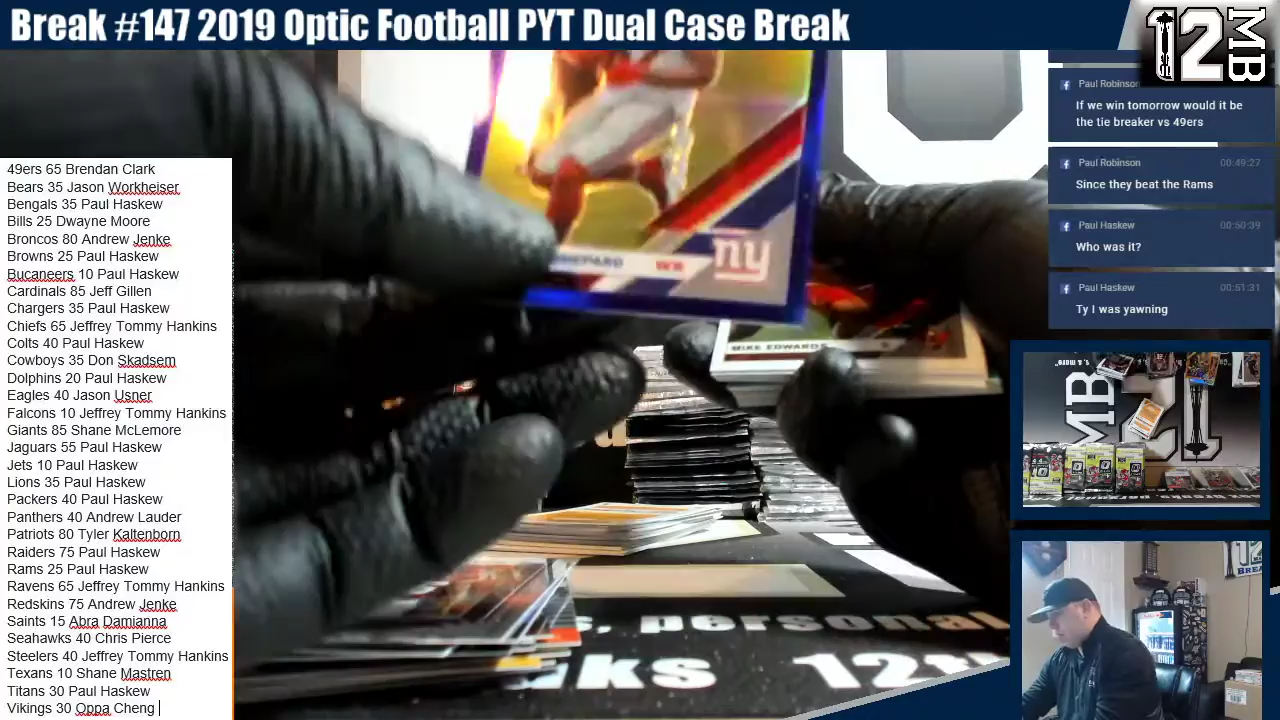 Break #147 2019 Optic Football PYT Dual Case Break
12
MB
49ers 65 Brendan Clark
Bears 35 Jason Workheiser
Bengals 35 Paul Haskew
Bills 25 Dwayne Moore
Broncos 80 Andrew Jenke
Browns 25 Paul Haskew
Bucaneers 10 Paul Haskew
Cardinals 85 Jeff Gillen
Chargers 35 Paul Haskew
Chiefs 65 Jeffrey Tommy Hankins
Colts 40 Paul Haskew
Cowboys 35 Jon Skadsem
Dolphins 20 Paul Haskew
Eagles 40 Jason Usner
Falcons 10 Jeffrey Tommy Hankins
Giants 85 Shane McLemore
Jaguars 55 Paul Haskew
Jets 10 Paul Haskew
Lions 35 Paul Haskew
Packers 40 Paul Haskew
Panthers 40 Andrew Lauder
Patriots 80 Tyler Kaltenborn
Raiders 75 Paul Haskew
Rams 25 Paul Haskew
Ravens 65 Jeffrey Tommy Hankins
Redskins 75 Andrew Jenke
Saints 15 Abra Damianna
Seahawks 40 Chris Pierce
Steelers 40 Jeffrey Tommy Hankins
Texans 10 Shane Mastren
Titans 30 Paul Haskew
Vikings 30 Oppa Cheng
WR
ny
MIKE EDWARDS
s, personal
ks 12th
Paul Robinson
If we win tomorrow would it be
the tie breaker vs 49ers
Paul Robinson 00:49:27
Since they beat the Rams
Paul Haskew 00:50:39
Who was it?
Paul Haskew 00:51:31
Ty I was yawning
MB